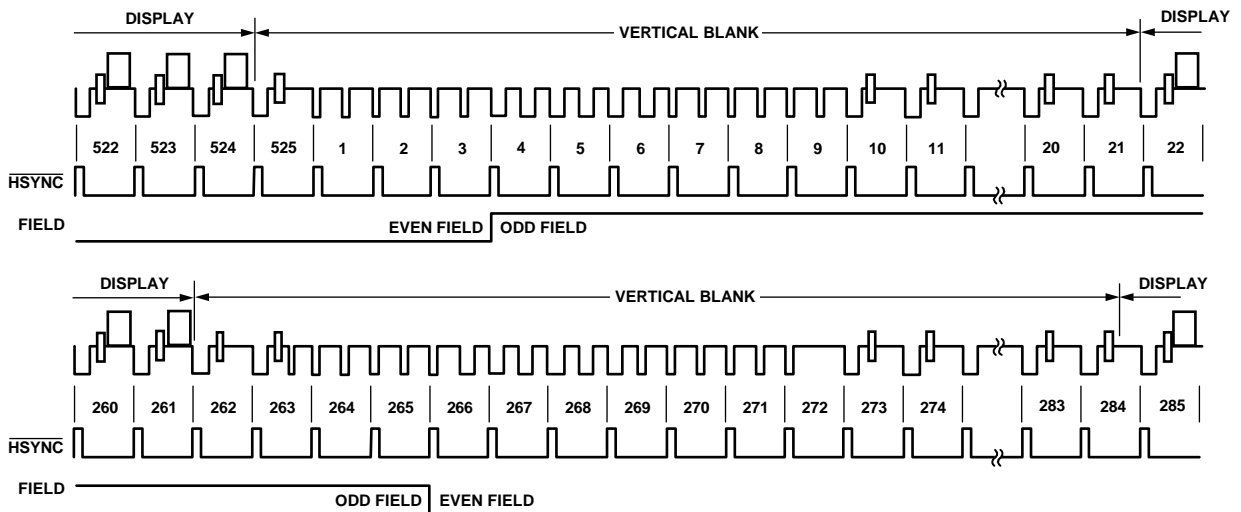 DISPLAY VERTICAL BLANK DISPLAY
522 523 524 525 1 2 3 4 5 6 7 8 9 10 11 20 21 22
HSYNC
FIELD EVEN FIELD ODD FIELD
DISPLAY VERTICAL BLANK DISPLAY
260 261 262 263 264 265 266 267 268 269 270 271 272 273 274 283 284 285
HSYNC
FIELD ODD FIELD EVEN FIELD